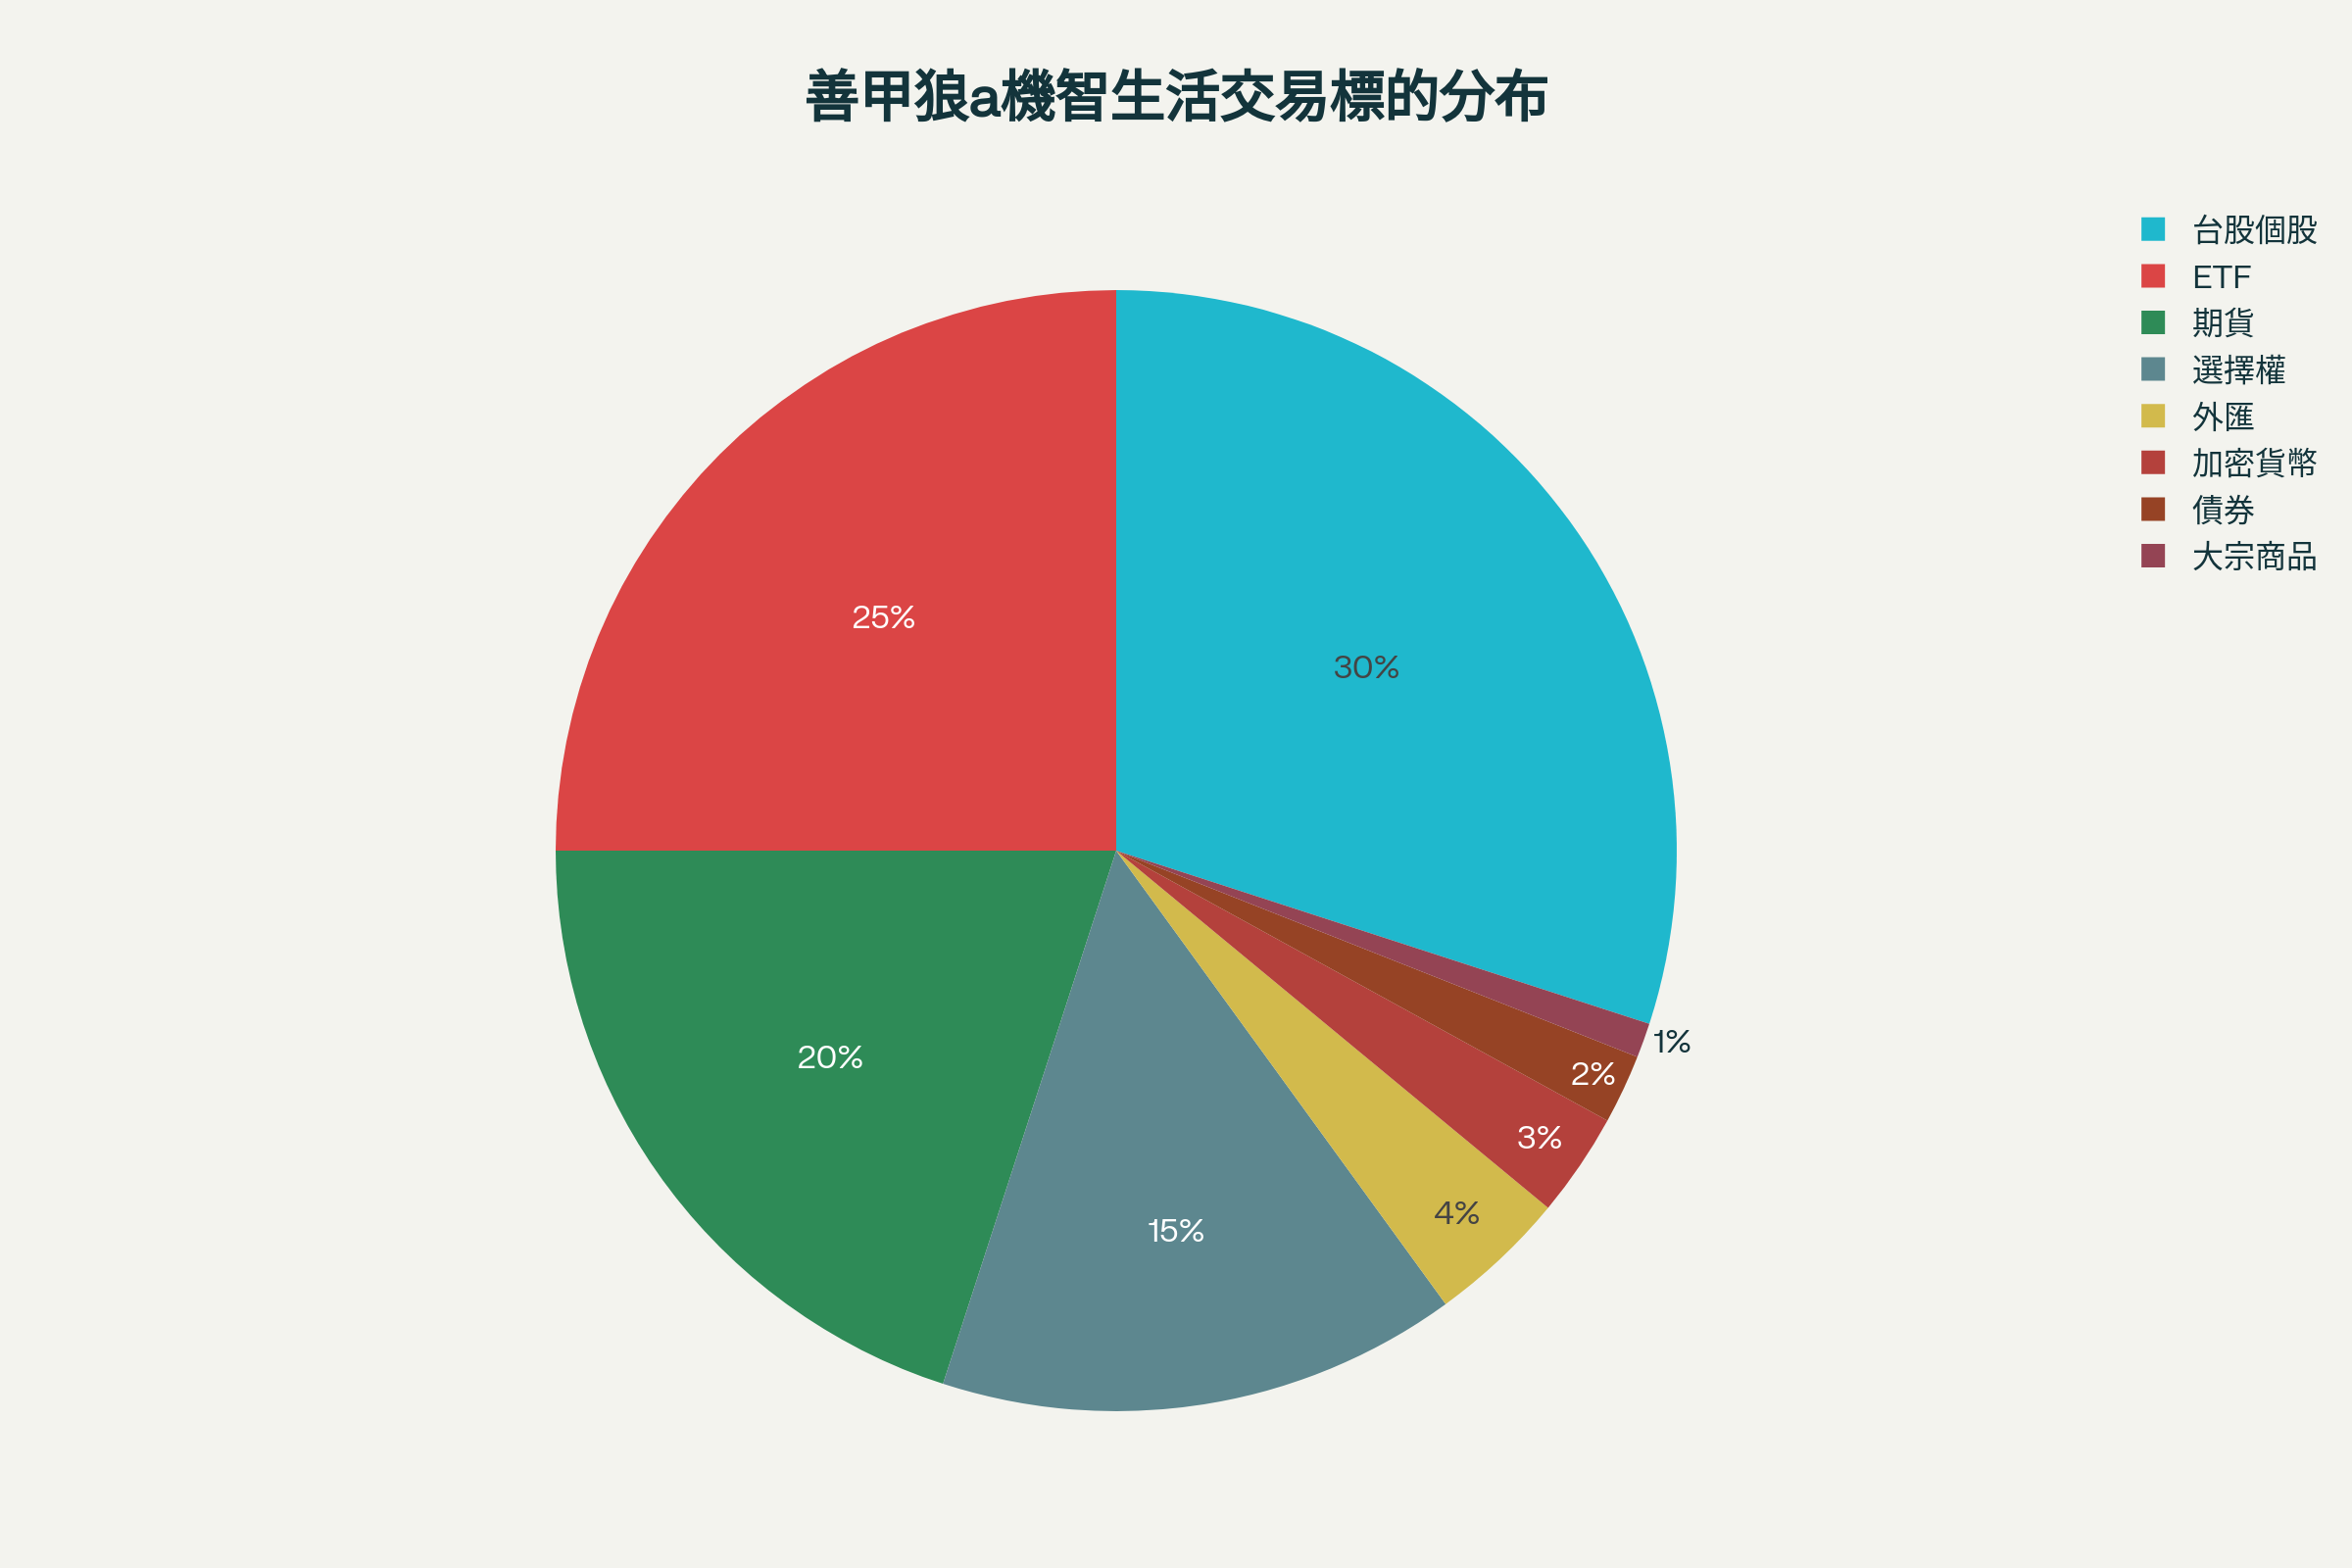 善甲狼a機智生活交易標的分布
台股個股
ETF
期貨
選擇權
外匯
加密貨幣
債券
大宗商品
25%
30%
20%
15%
4%
3%
2%
1%